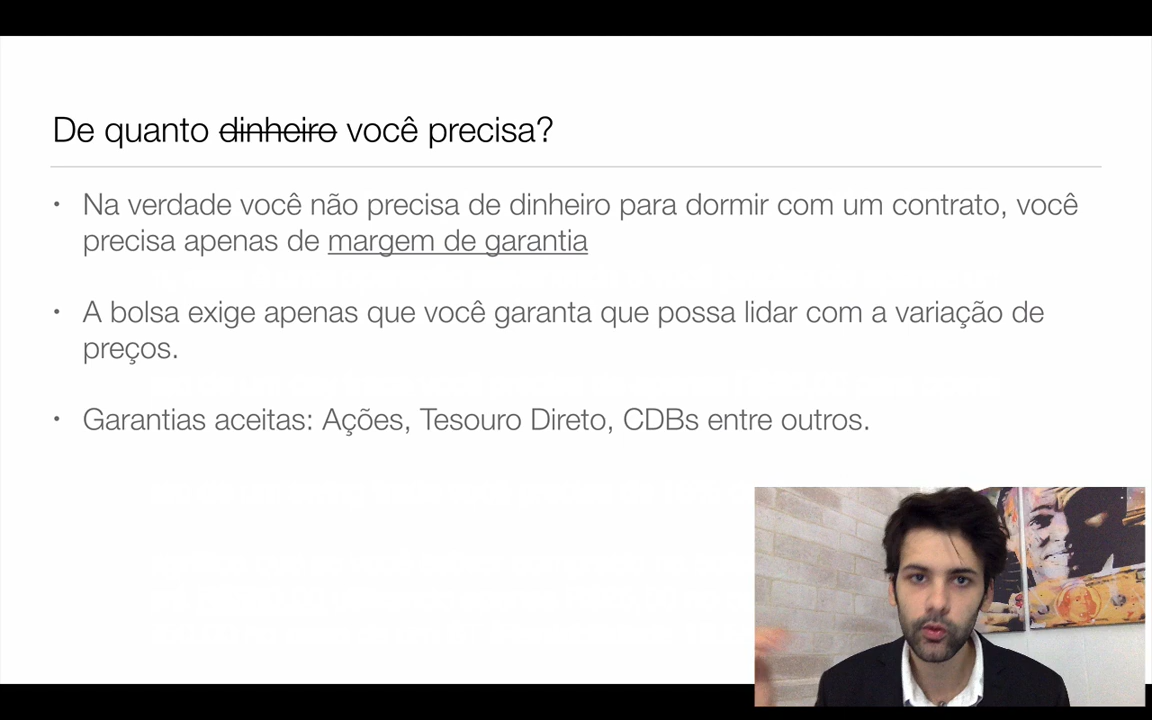 De quanto dinheiro você precisa?
• Na verdade você não precisa de dinheiro para dormir com um contrato, você
precisa apenas de margem de garantia
• A bolsa exige apenas que você garanta que possa lidar com a variação de
preços.
• Garantias aceitas: Ações, Tesouro Direto, CDBs entre outros.